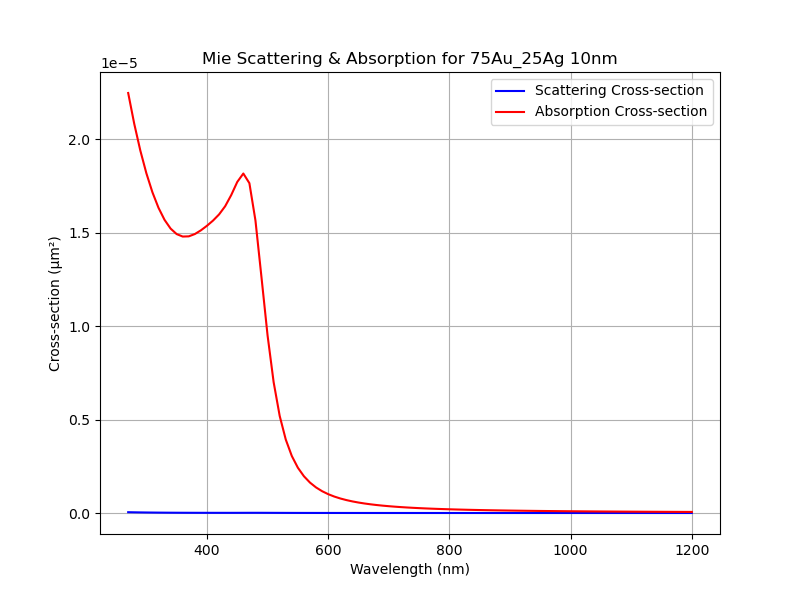 Mie Scattering & Absorption for 75Au_25Ag 10nm
1e−5
Scattering Cross-section
Absorption Cross-section
2.0
1.5
1.0
0.5
0.0
Cross-section (μm²)
400 600 800 1000 1200
Wavelength (nm)